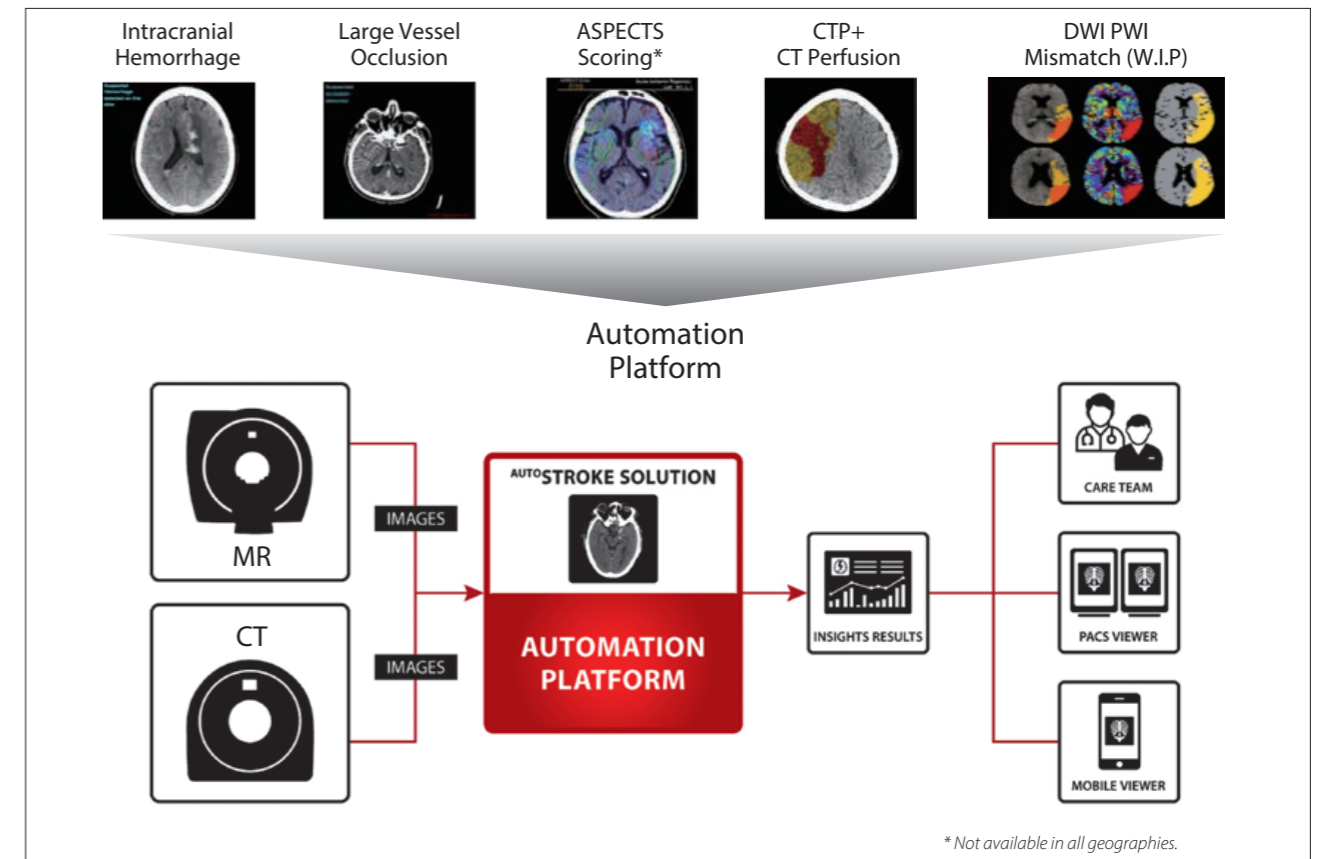 Intracranial
Hemorrhage
Large Vessel
Occlusion
ASPECTS
Scoring*
CTP+
CT Perfusion
DWI PWI
Mismatch (W.I.P)
Automation
Platform
MR
CT
IMAGES
IMAGES
AUTOSTROKE SOLUTION
AUTOMATION
PLATFORM
INSIGHTS RESULTS
CARE TEAM
PACS VIEWER
MOBILE VIEWER
* Not available in all geographies.